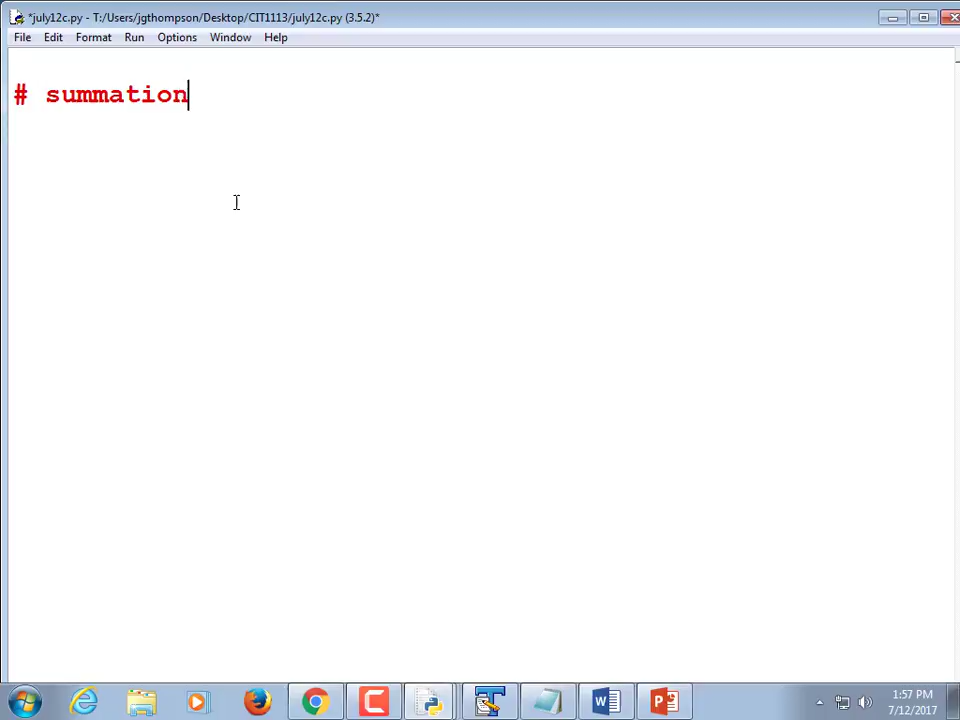 *july12c.py - T:/Users/jgthompson/Desktop/CIT1113/july12c.py (3.5.2)*
File Edit Format Run Options Window Help
# summation
1:57 PM
7/12/2017